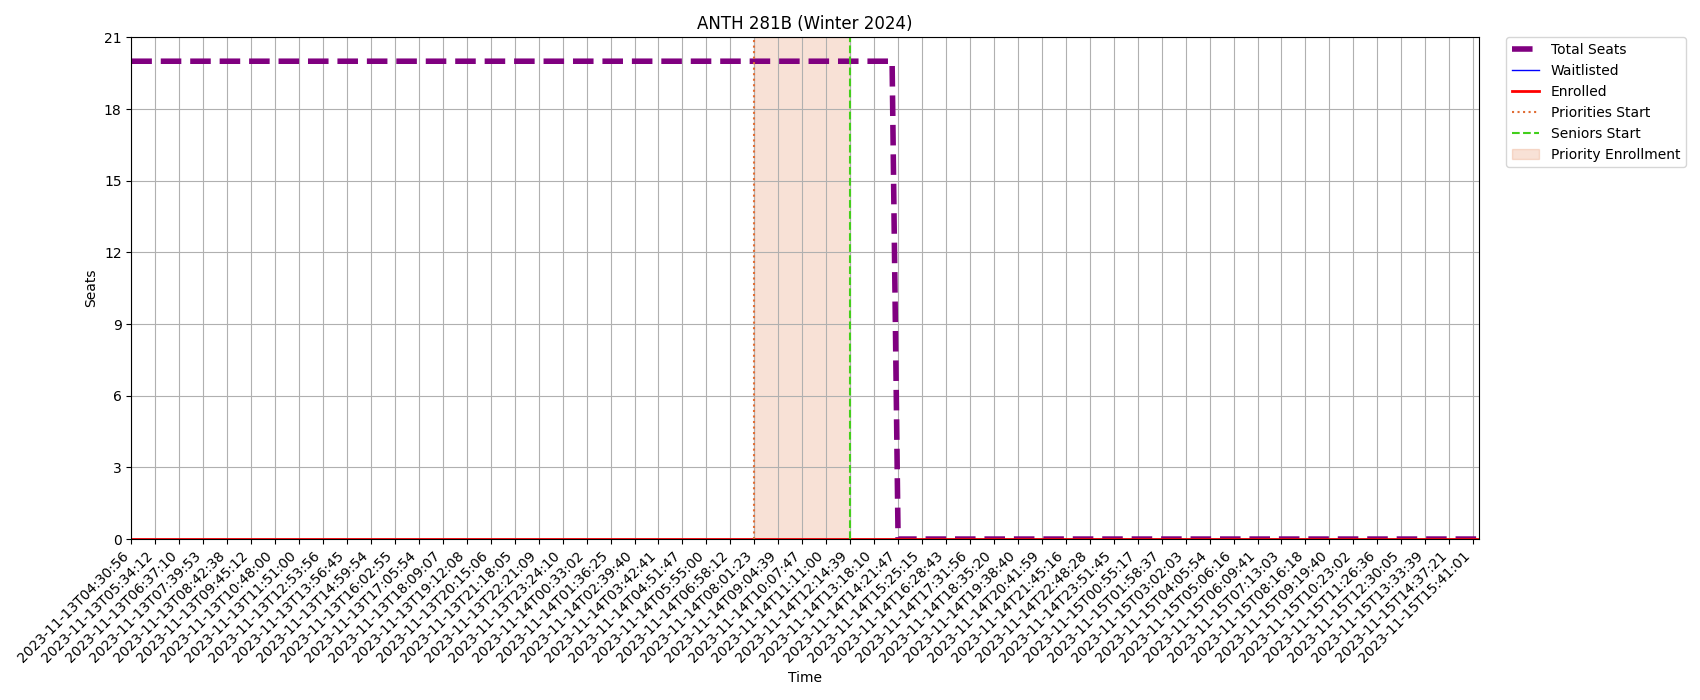 ANTH 281B (Winter 2024)
21
18
15
12
9
6
3
0
Seats
Total Seats
Waitlisted
Enrolled
Priorities Start
Seniors Start
Priority Enrollment
2023-11-13T04:30:56
2023-11-13T05:34:12
2023-11-13T06:37:10
2023-11-13T07:39:53
2023-11-13T08:42:38
2023-11-13T09:45:12
2023-11-13T10:48:00
2023-11-13T11:51:00
2023-11-13T12:53:56
2023-11-13T13:56:45
2023-11-13T14:59:54
2023-11-13T16:02:55
2023-11-13T17:05:54
2023-11-13T18:09:07
2023-11-13T19:12:08
2023-11-13T20:15:06
2023-11-13T21:18:05
2023-11-13T22:21:09
2023-11-13T23:24:10
2023-11-14T00:33:02
2023-11-14T01:36:25
2023-11-14T02:39:40
2023-11-14T03:42:41
2023-11-14T04:51:47
2023-11-14T05:55:00
2023-11-14T06:58:12
2023-11-14T08:01:23
2023-11-14T09:04:39
2023-11-14T10:07:47
2023-11-14T11:11:00
2023-11-14T12:14:39
2023-11-14T13:18:10
2023-11-14T14:21:47
2023-11-14T15:25:15
2023-11-14T16:28:43
2023-11-14T17:31:56
2023-11-14T18:35:20
2023-11-14T19:38:40
2023-11-14T20:41:59
2023-11-14T21:45:16
2023-11-14T22:48:28
2023-11-14T23:51:45
2023-11-15T00:55:17
2023-11-15T01:58:37
2023-11-15T03:02:03
2023-11-15T04:05:54
2023-11-15T05:06:16
2023-11-15T06:09:41
2023-11-15T07:13:03
2023-11-15T08:16:18
2023-11-15T09:19:40
2023-11-15T10:23:02
2023-11-15T11:26:36
2023-11-15T12:30:05
2023-11-15T13:33:39
2023-11-15T14:37:21
2023-11-15T15:41:01
Time